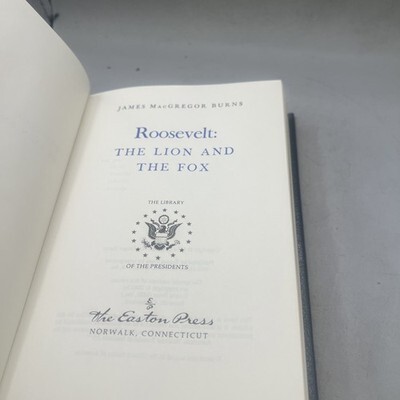 JAMES MACGREGOR BURNS
Roosevelt:
THE LION AND
THE FOX
THE LIBRARY
OF THE PRESIDENTS
The Easton Press
NORWALK, CONNECTICUT